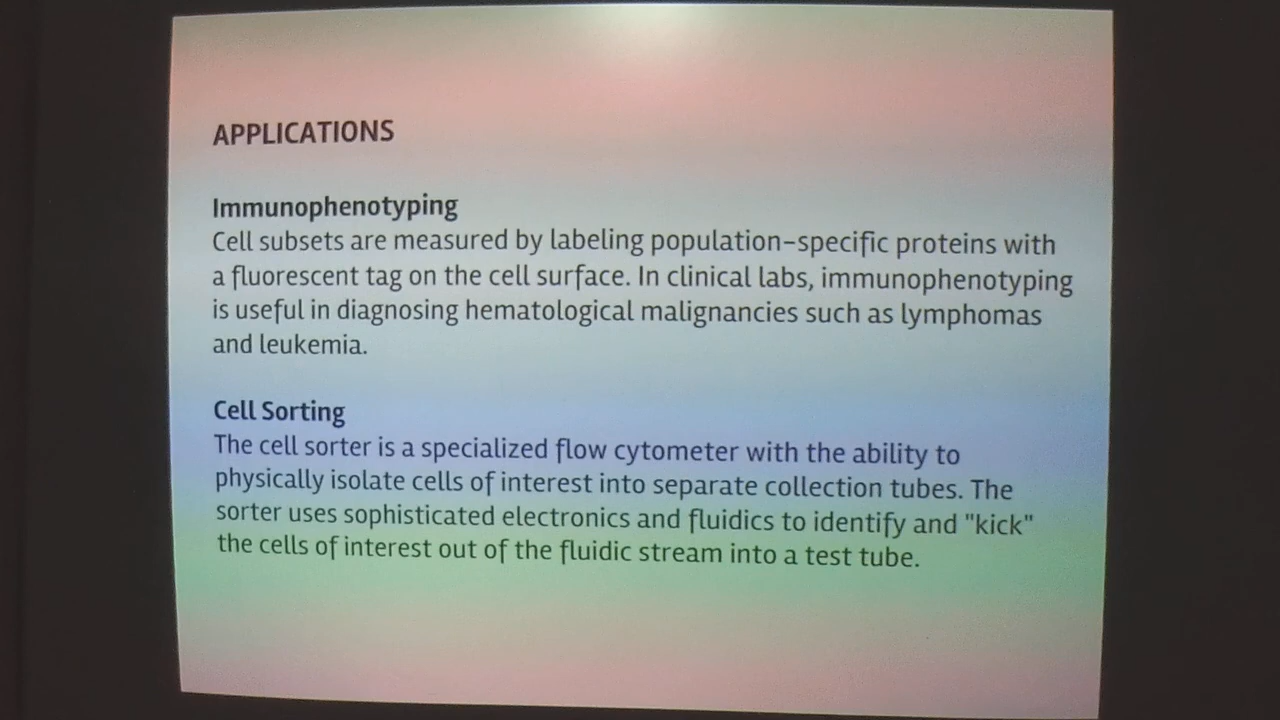 APPLICATIONS
Immunophenotyping
Cell subsets are measured by labeling population-specific proteins with
a fluorescent tag on the cell surface. In clinical labs, immunophenotyping
is useful in diagnosing hematological malignancies such as lymphomas
and leukemia.
Cell Sorting
The cell sorter is a specialized flow cytometer with the ability to
physically isolate cells of interest into separate collection tubes. The
sorter uses sophisticated electronics and fluidics to identify and "kick"
the cells of interest out of the fluidic stream into a test tube.